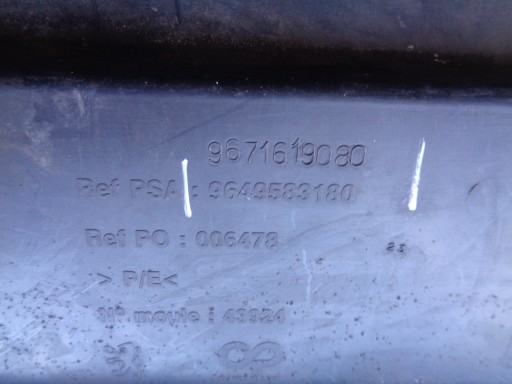 9671619080
Ref PSA : 9649583180
Ref PO : 006478
> P/E<
N° moule : 43924